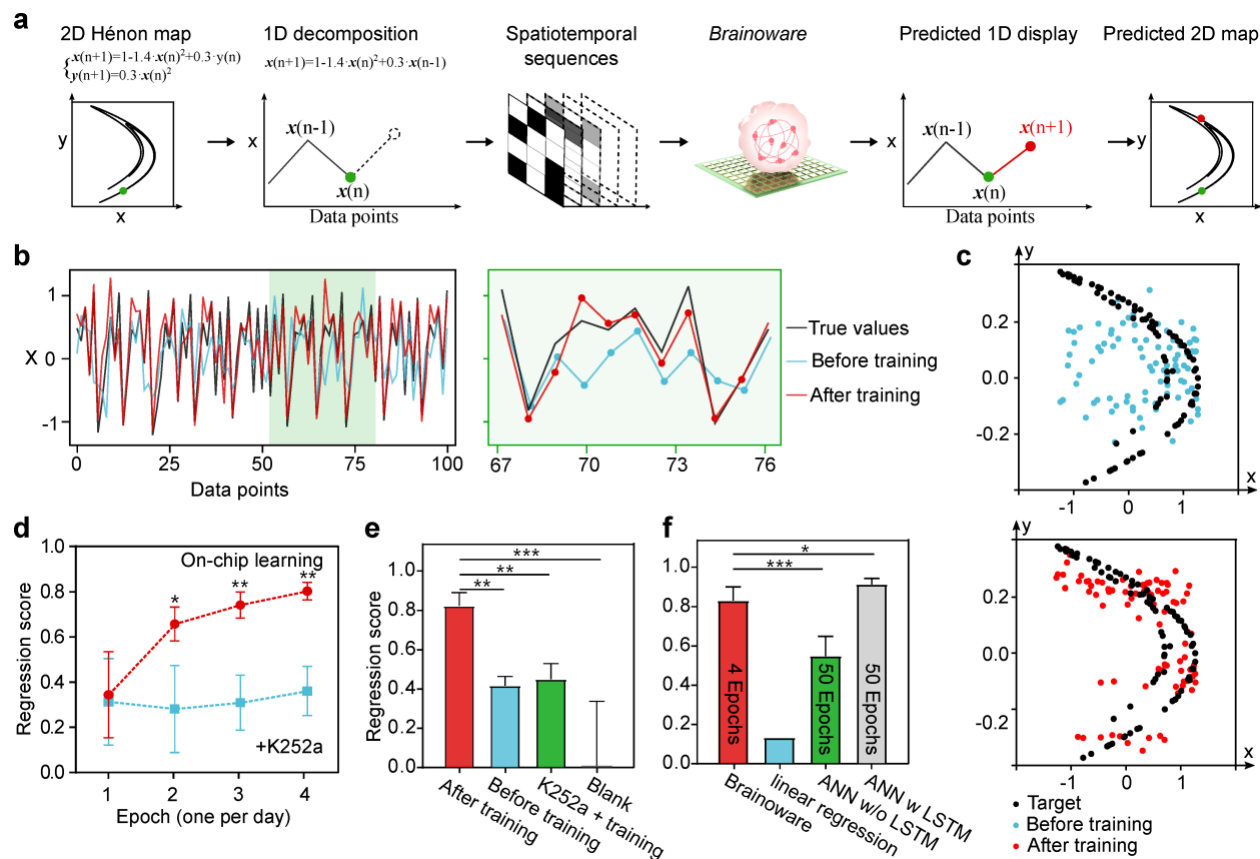 a
2D Hénon map
x(n+1)=1-1.4·x(n)²+0.3·y(n)
y(n+1)=0.3·x(n)²
y
x
1D decomposition
x(n+1)=1-1.4·x(n)²+0.3·x(n-1)
x
x(n-1)
x(n)
Data points
Spatiotemporal
sequences
Brainoware
Predicted 1D display
x
x(n-1)
x(n+1)
x(n)
Data points
Predicted 2D map
y
x
b
X
1
0
-1
0
25
50
75
100
Data points
67
70
73
76
True values
Before training
After training
c
y
0.2
0.0
-0.2
-1
0
1
x
y
0.2
0.0
-0.2
-1
0
1
x
Target
Before training
After training
d
Regression score
1.0
0.8
0.6
0.4
0.2
0.0
On-chip learning
*
**
**
+K252a
1
2
3
4
Epoch (one per day)
e
Regression score
1.0
0.8
0.6
0.4
0.2
0.0
***
**
**
After training
Before training
K252a + training
Blank
f
1.0
0.8
0.6
0.4
0.2
0.0
*
***
4 Epochs
50 Epochs
50 Epochs
Brainoware
linear regression
ANN w/o LSTM
ANN w LSTM